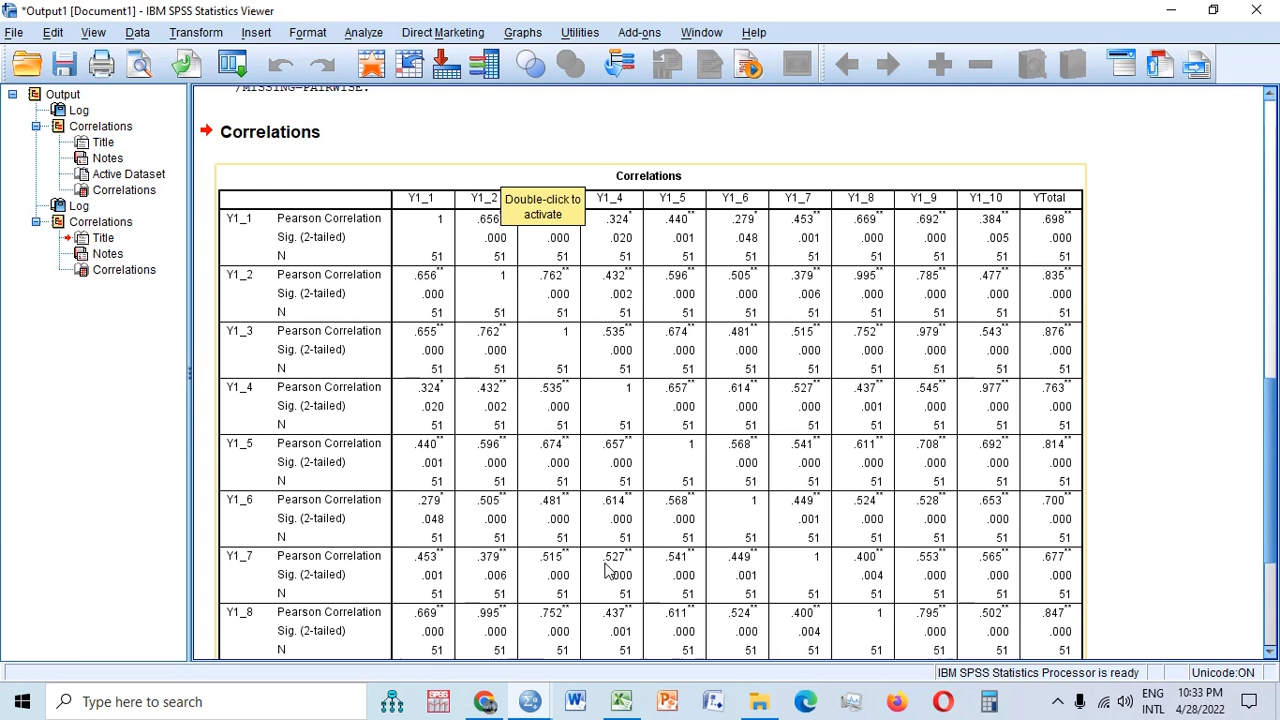 *Output1 [Document1] - IBM SPSS Statistics Viewer
File Edit View Data Transform Insert Format Analyze Direct Marketing Graphs Utilities Add-ons Window Help
Output
Log
Correlations
Title
Notes
Active Dataset
Correlations
Log
Correlations
Title
Notes
Correlations
/MISSING=PAIRWISE.
Correlations
Correlations
Y1_1 Y1_2 Y1_4 Y1_5 Y1_6 Y1_7 Y1_8 Y1_9 Y1_10 YTotal
Double-click to
activate
Y1_1 Pearson Correlation 1 .656 .324* .440** .279* .453** .669** .692** .384** .698**
Sig. (2-tailed) .000 .000 .020 .001 .048 .001 .000 .000 .005 .000
N 51 51 51 51 51 51 51 51 51 51 51
Y1_2 Pearson Correlation .656** 1 .762** .432** .596** .505** .379** .995** .785** .477** .835**
Sig. (2-tailed) .000 .000 .002 .000 .000 .006 .000 .000 .000 .000
N 51 51 51 51 51 51 51 51 51 51 51
Y1_3 Pearson Correlation .655** .762** 1 .535** .674** .481** .515** .752** .979** .543** .876**
Sig. (2-tailed) .000 .000 .000 .000 .000 .000 .000 .000 .000 .000
N 51 51 51 51 51 51 51 51 51 51 51
Y1_4 Pearson Correlation .324* .432** .535** 1 .657** .614** .527** .437** .545** .977** .763**
Sig. (2-tailed) .020 .002 .000 .000 .000 .000 .001 .000 .000 .000
N 51 51 51 51 51 51 51 51 51 51 51
Y1_5 Pearson Correlation .440** .596** .674** .657** 1 .568** .541** .611** .708** .692** .814**
Sig. (2-tailed) .001 .000 .000 .000 .000 .000 .000 .000 .000 .000
N 51 51 51 51 51 51 51 51 51 51 51
Y1_6 Pearson Correlation .279* .505** .481** .614** .568** 1 .449** .524** .528** .653** .700**
Sig. (2-tailed) .048 .000 .000 .000 .000 .001 .000 .000 .000 .000
N 51 51 51 51 51 51 51 51 51 51 51
Y1_7 Pearson Correlation .453** .379** .515** .527** .541** .449** 1 .400** .553** .565** .677**
Sig. (2-tailed) .001 .006 .000 .000 .000 .001 .004 .000 .000 .000
N 51 51 51 51 51 51 51 51 51 51 51
Y1_8 Pearson Correlation .669** .995** .752** .437** .611** .524** .400** 1 .795** .502** .847**
Sig. (2-tailed) .000 .000 .000 .001 .000 .000 .004 .000 .000 .000
N 51 51 51 51 51 51 51 51 51 51 51
IBM SPSS Statistics Processor is ready Unicode:ON
Type here to search
ENG
INTL
10:33 PM
4/28/2022